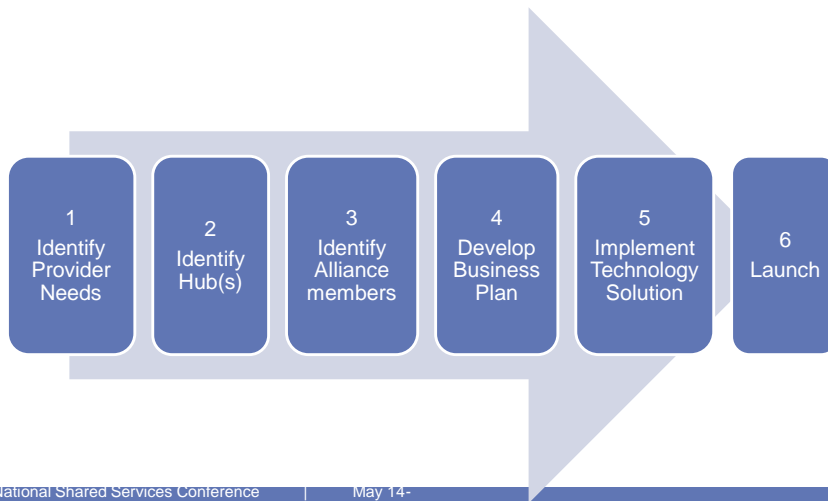 1
Identify
Provider
Needs
2
Identify
Hub(s)
3
Identify
Alliance
members
4
Develop
Business
Plan
5
Implement
Technology
Solution
6
Launch
National Shared Services Conference | May 14-